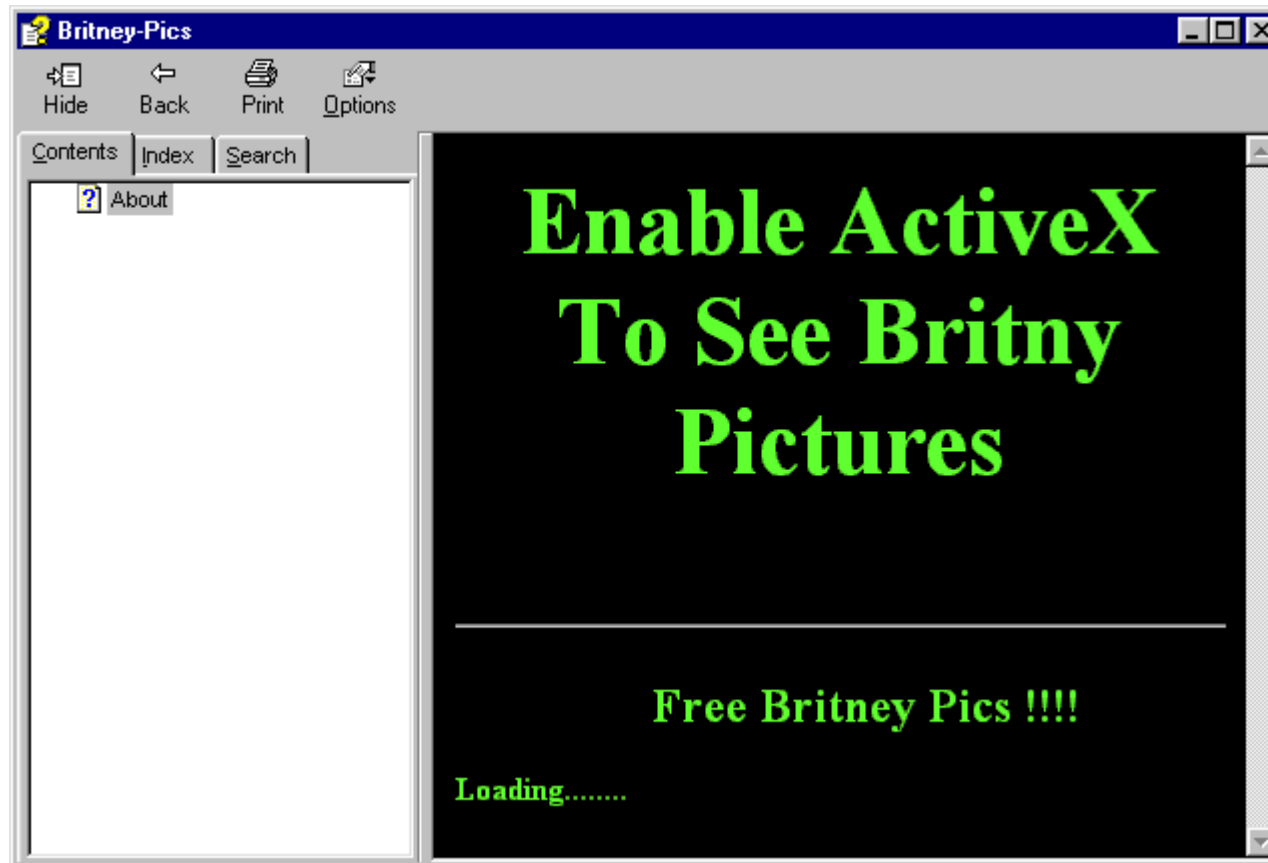 Britney-Pics
Hide Back Print Options
Contents Index Search
About
Enable ActiveX
To See Britny
Pictures
Free Britney Pics !!!!
Loading........